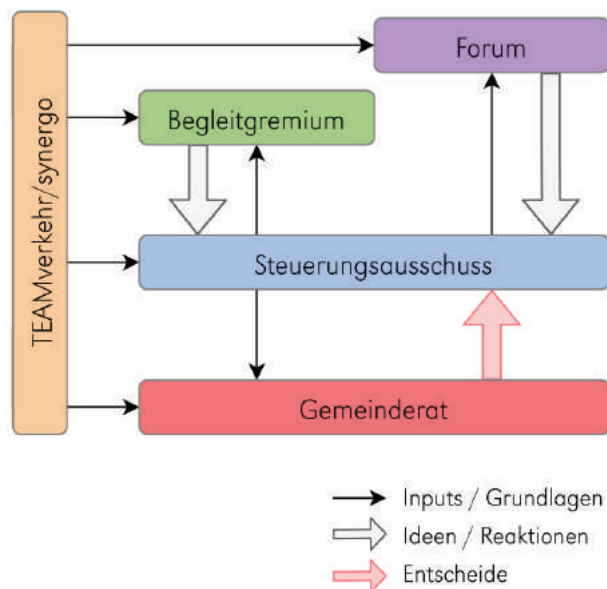 TEAMverkehr/synergo
Forum
Begleitgremium
Steuerungsausschuss
Gemeinderat
Inputs / Grundlagen
Ideen / Reaktionen
Entscheide